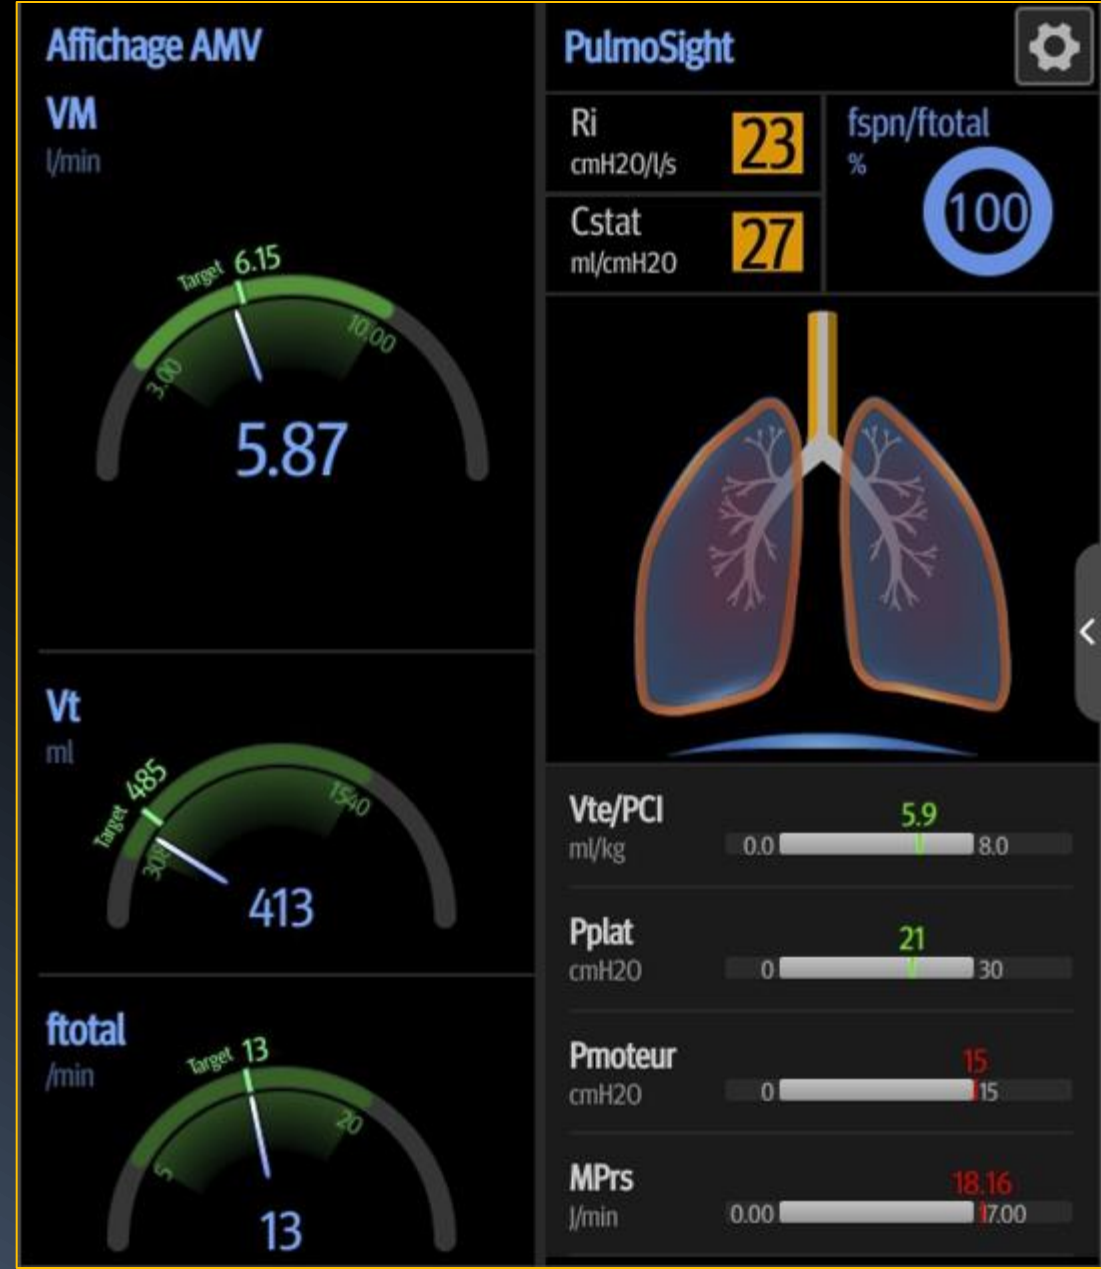 Affichage AMV
VM
l/min
Target 6.15
3.00
10.00
5.87
Vt
ml
Target 485
308
1540
413
ftotal
/min
Target 13
5
20
13
PulmoSight
Ri
cmH2O/l/s
23
fspn/ftotal
%
100
Cstat
ml/cmH2O
27
Vte/PCI
ml/kg
5.9
0.0
8.0
Pplat
cmH2O
21
0
30
Pmoteur
cmH2O
15
0
15
MPrs
J/min
18.16
0.00
17.00